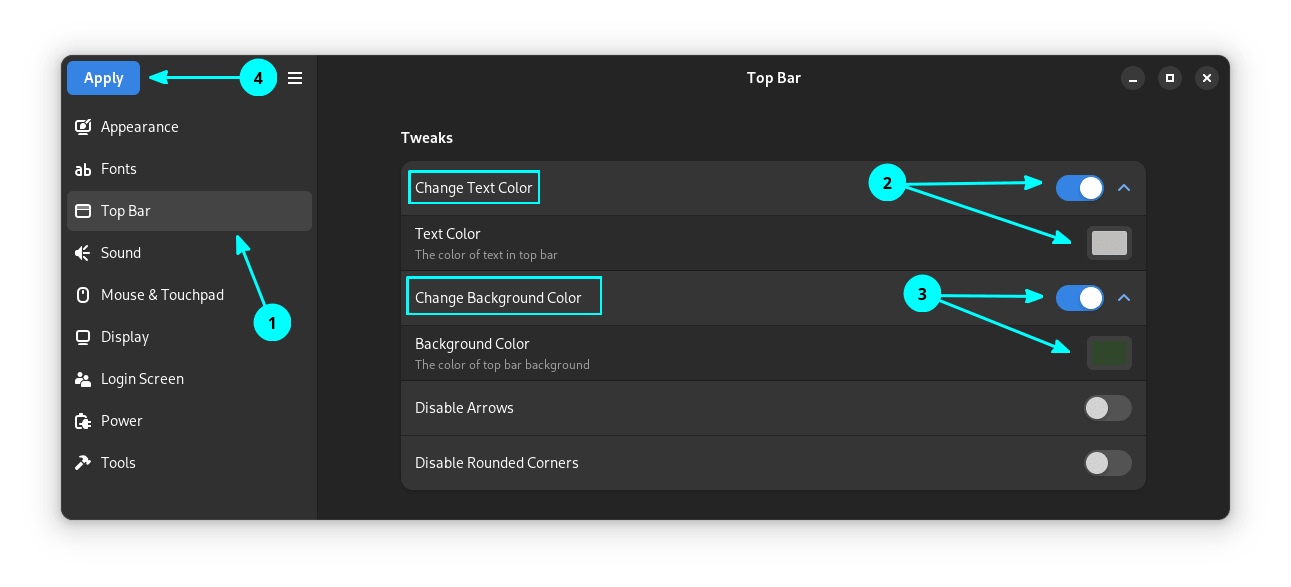 Apply
4
Top Bar
Appearance
Fonts
Top Bar
Sound
Mouse & Touchpad
Display
Login Screen
Power
Tools
1
Tweaks
Change Text Color
2
Text Color
The color of text in top bar
Change Background Color
3
Background Color
The color of top bar background
Disable Arrows
Disable Rounded Corners